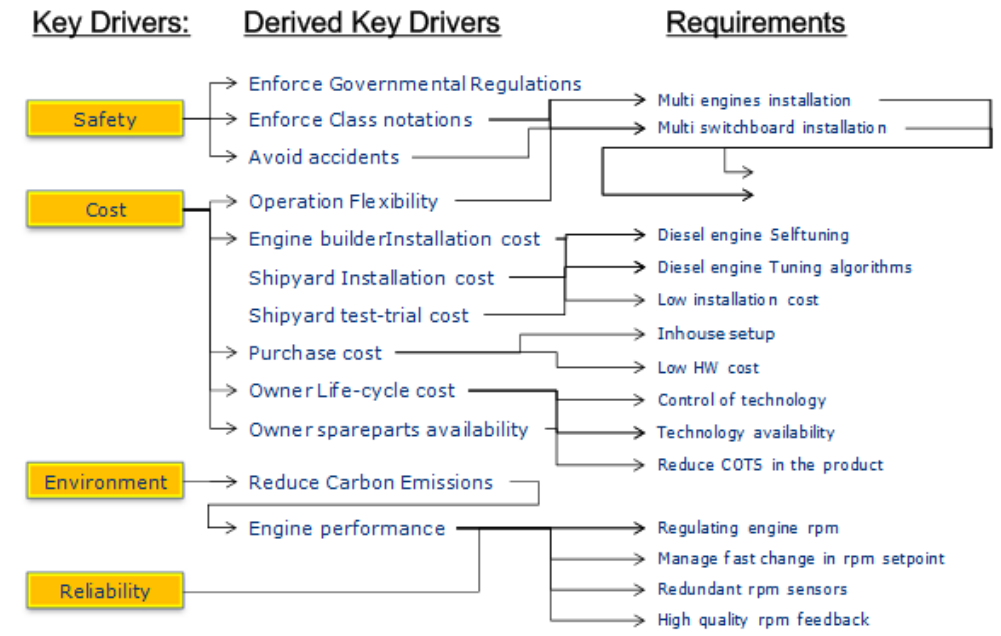 Key Drivers:
Derived Key Drivers
Requirements
Safety
Enforce Governmental Regulations
Enforce Class notations
Avoid accidents
Multi engines installation
Multi switchboard installation
Cost
Operation Flexibility
Engine builderInstallation cost
Shipyard Installation cost
Shipyard test-trial cost
Purchase cost
Owner Life-cycle cost
Owner spareparts availability
Diesel engine Selftuning
Diesel engine Tuning algorithms
Low installation cost
Inhouse setup
Low HW cost
Control of technology
Technology availability
Reduce COTS in the product
Environment
Reduce Carbon Emissions
Engine performance
Reliability
Regulating engine rpm
Manage fast change in rpm setpoint
Redundant rpm sensors
High quality rpm feedback